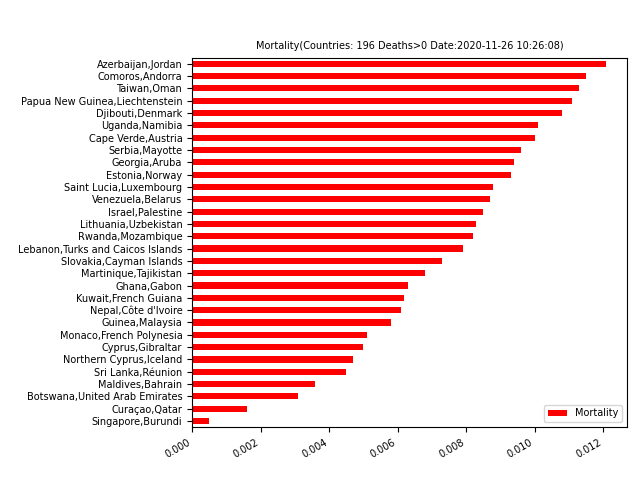 Mortality(Countries: 196 Deaths>0 Date:2020-11-26 10:26:08)
Azerbaijan,Jordan
Comoros,Andorra
Taiwan,Oman
Papua New Guinea,Liechtenstein
Djibouti,Denmark
Uganda,Namibia
Cape Verde,Austria
Serbia,Mayotte
Georgia,Aruba
Estonia,Norway
Saint Lucia,Luxembourg
Venezuela,Belarus
Israel,Palestine
Lithuania,Uzbekistan
Rwanda,Mozambique
Lebanon,Turks and Caicos Islands
Slovakia,Cayman Islands
Martinique,Tajikistan
Ghana,Gabon
Kuwait,French Guiana
Nepal,Côte d'Ivoire
Guinea,Malaysia
Monaco,French Polynesia
Cyprus,Gibraltar
Northern Cyprus,Iceland
Sri Lanka,Réunion
Maldives,Bahrain
Botswana,United Arab Emirates
Curaçao,Qatar
Singapore,Burundi
Mortality
0.000 0.002 0.004 0.006 0.008 0.010 0.012